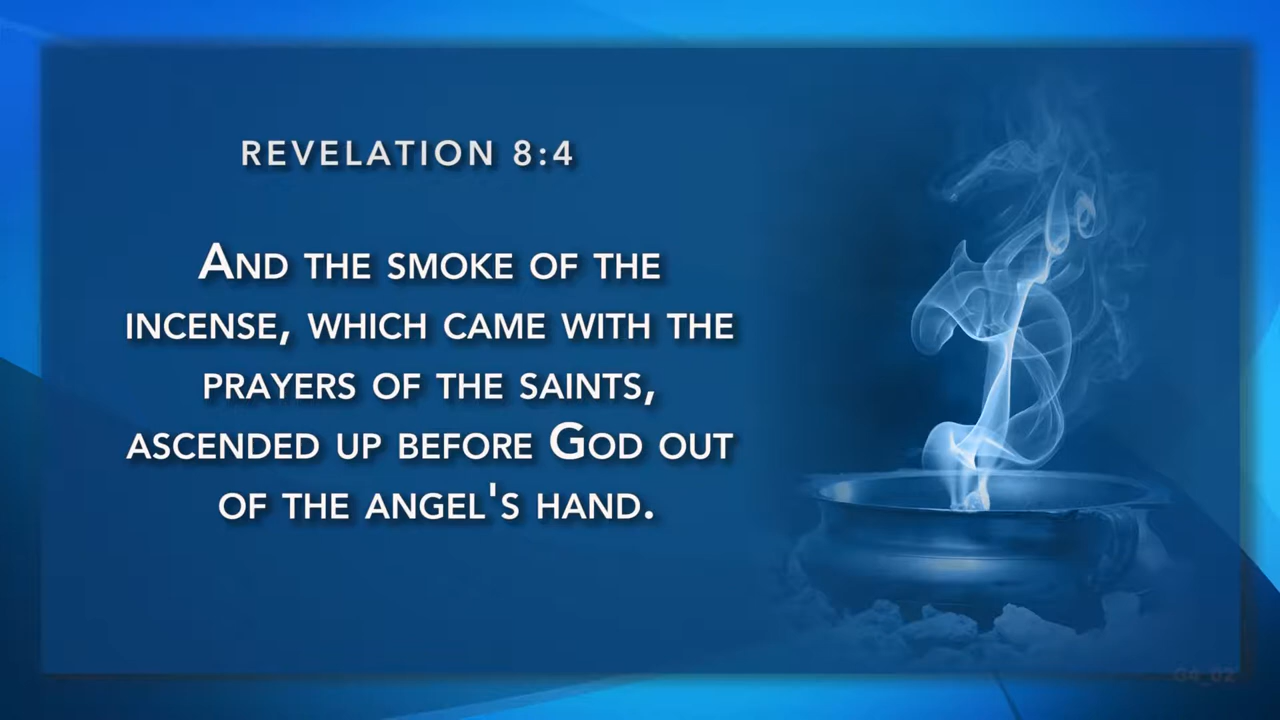 REVELATION 8:4
AND THE SMOKE OF THE
INCENSE, WHICH CAME WITH THE
PRAYERS OF THE SAINTS,
ASCENDED UP BEFORE GOD OUT
OF THE ANGEL'S HAND.
G4_02